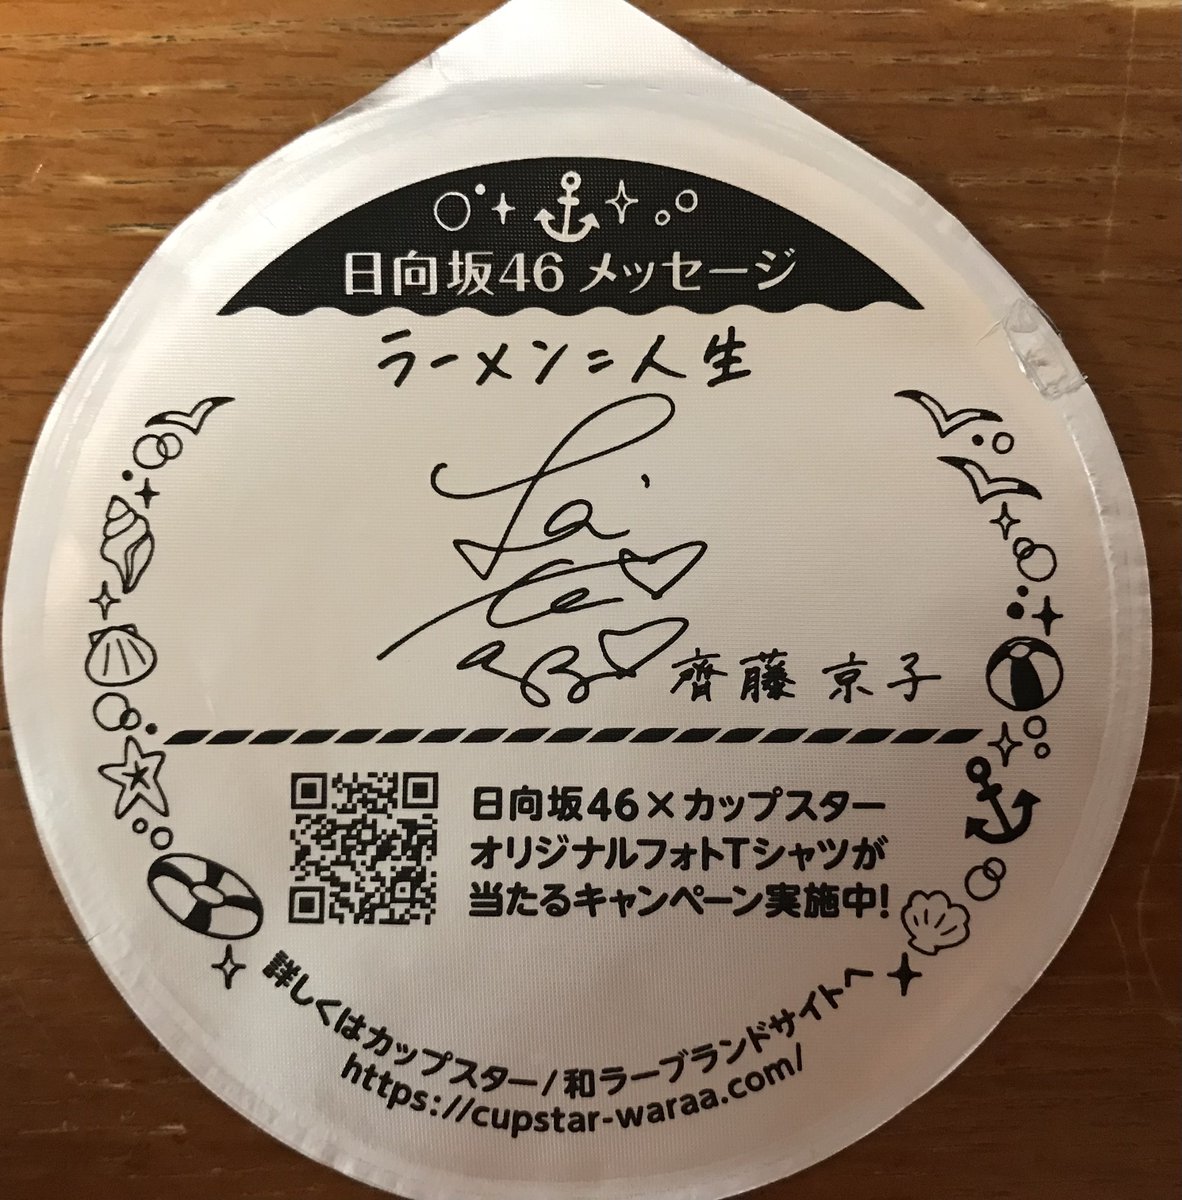 日向坂46 メッセージ
ラーメン=人生
齊藤 京子
日向坂46×カップスター
オリジナルフォトTシャツが
当たるキャンペーン実施中!
詳しくはカップスター/和ラーブランドサイトへ
https://cupstar-waraa.com/